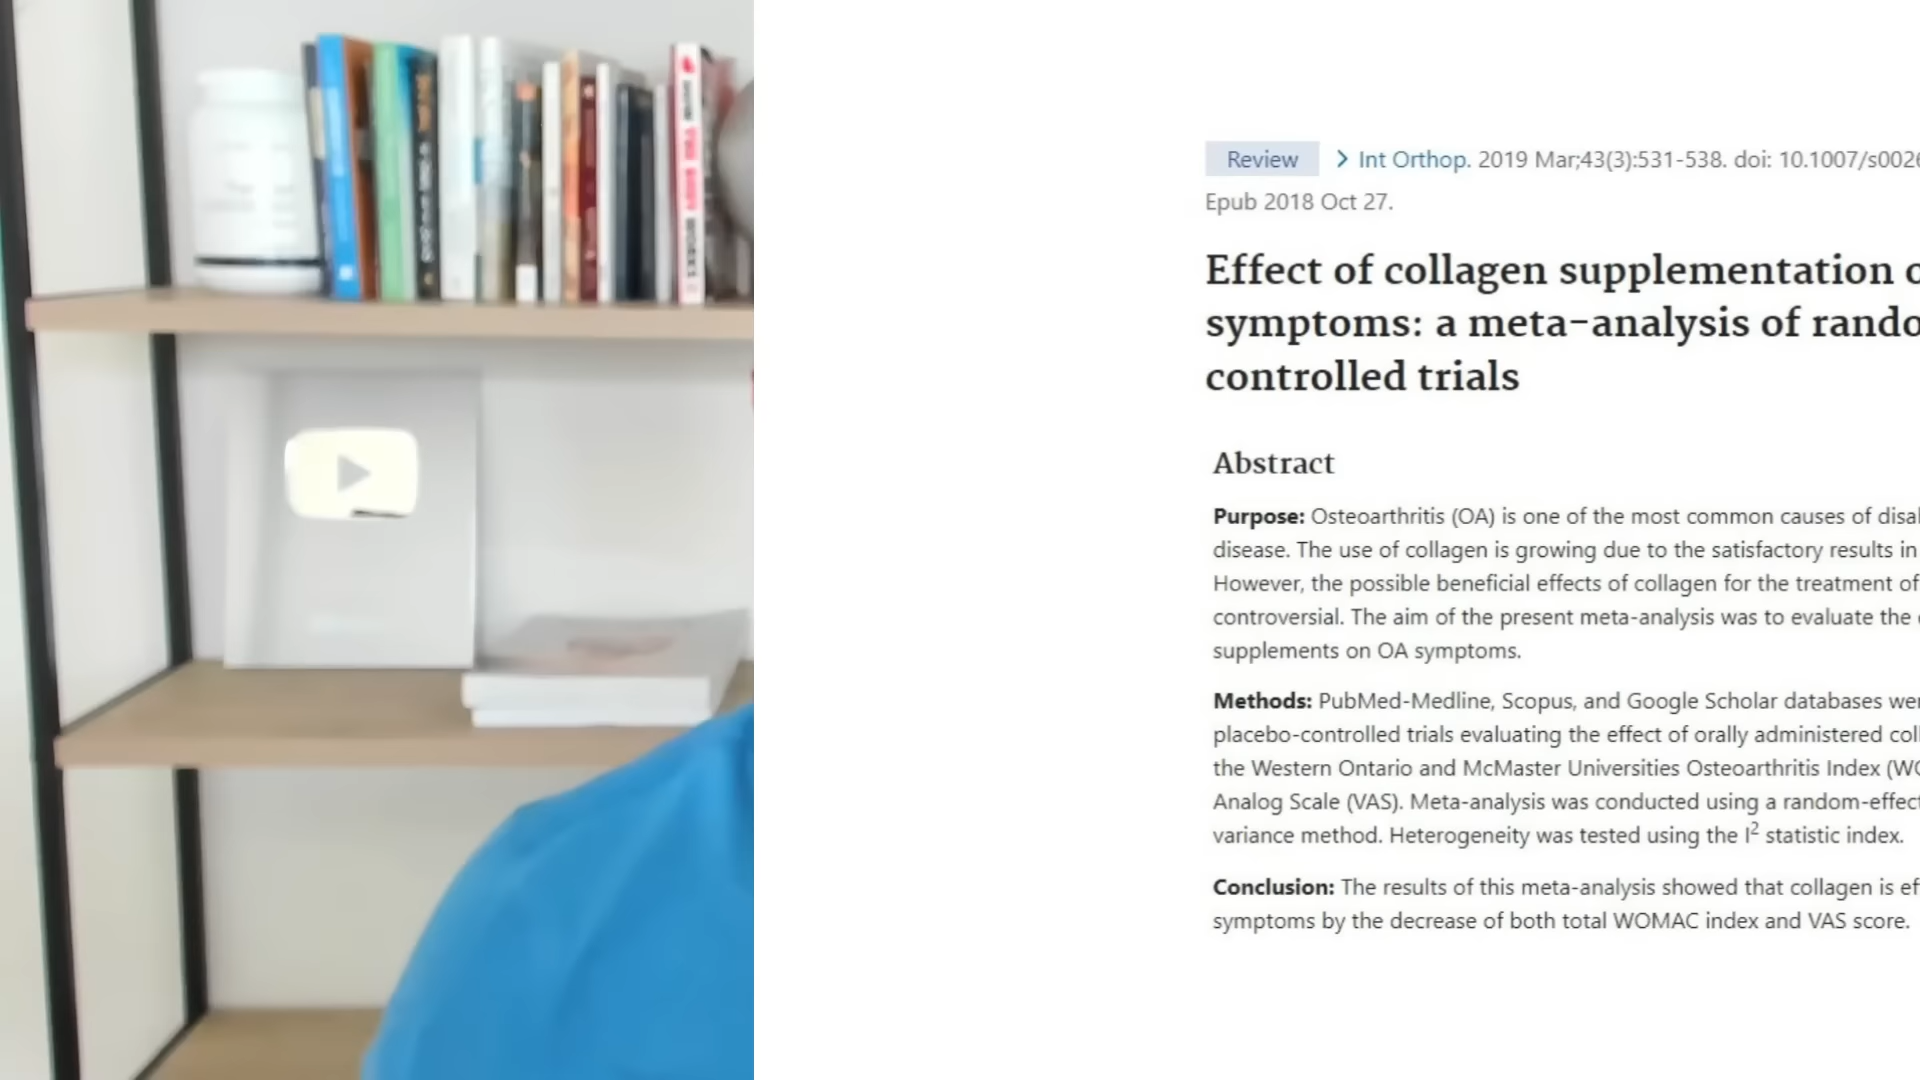 Review > Int Orthop. 2019 Mar;43(3):531-538. doi: 10.1007/s0026
Epub 2018 Oct 27.
Effect of collagen supplementation o
symptoms: a meta-analysis of rando
controlled trials
Abstract
Purpose: Osteoarthritis (OA) is one of the most common causes of disa
disease. The use of collagen is growing due to the satisfactory results in
However, the possible beneficial effects of collagen for the treatment of
controversial. The aim of the present meta-analysis was to evaluate the
supplements on OA symptoms.
Methods: PubMed-Medline, Scopus, and Google Scholar databases wer
placebo-controlled trials evaluating the effect of orally administered coll
the Western Ontario and McMaster Universities Osteoarthritis Index (WO
Analog Scale (VAS). Meta-analysis was conducted using a random-effect
variance method. Heterogeneity was tested using the I² statistic index.
Conclusion: The results of this meta-analysis showed that collagen is ef
symptoms by the decrease of both total WOMAC index and VAS score.